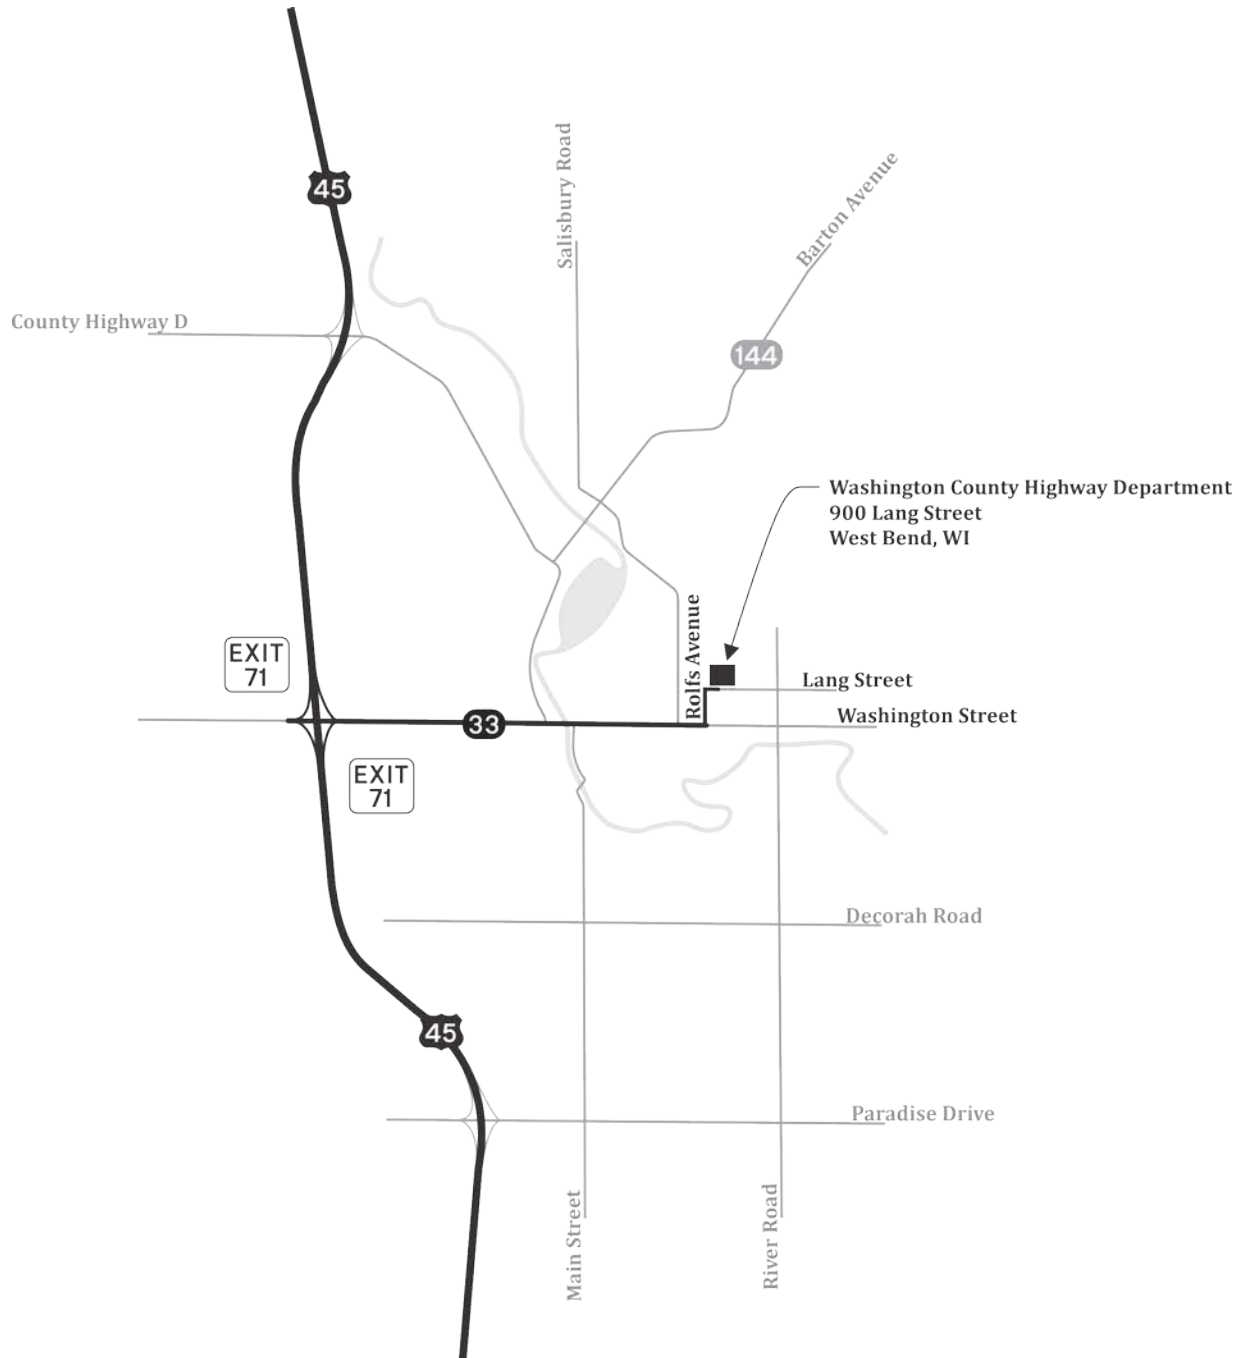 45
Salisbury Road
Barton Avenue
County Highway D
144
Washington County Highway Department
900 Lang Street
West Bend, WI
Rolfs Avenue
EXIT
71
Lang Street
Washington Street
33
EXIT
71
Decorah Road
45
Paradise Drive
Main Street
River Road